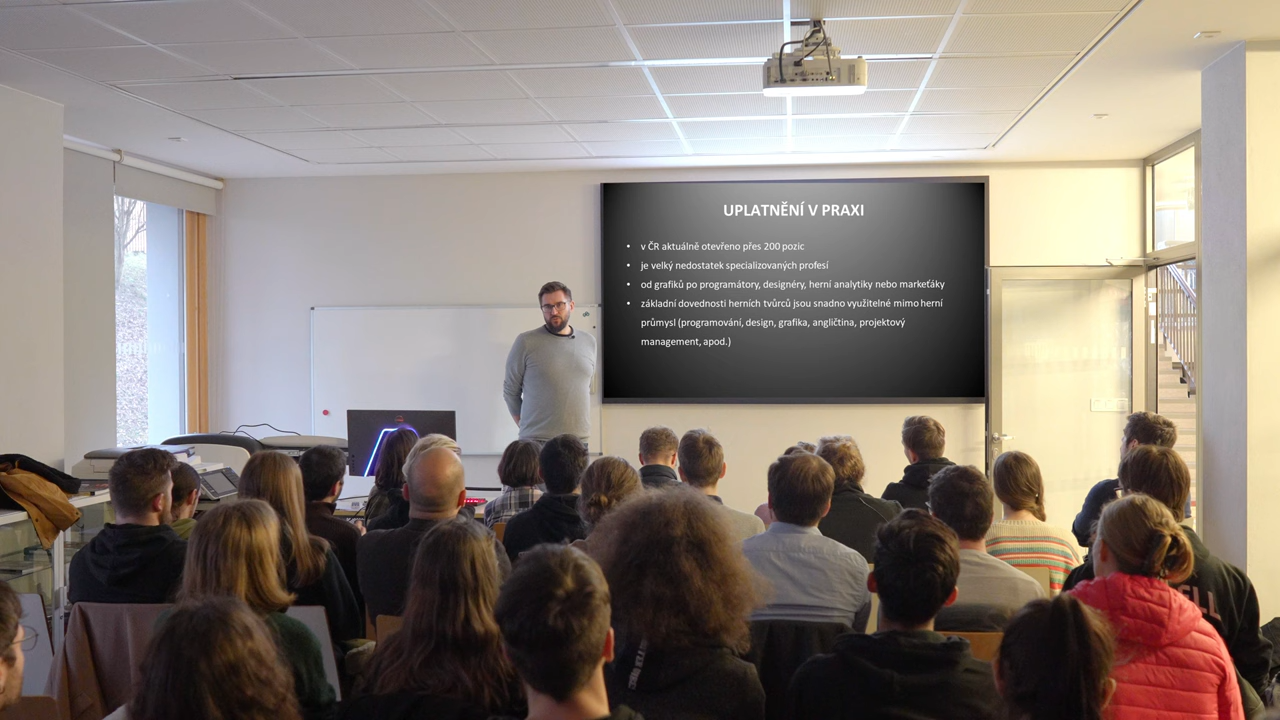 UPLATNĚNÍ V PRAXI
• v ČR aktuálně otevřeno přes 200 pozic
• je velký nedostatek specializovaných profesí
• od grafiků po programátory, designéry, herní analytiky nebo markeťáky
• základní dovednosti herních tvůrců jsou snadno využitelné mimo herní
průmysl (programování, design, grafika, angličtina, projektový
management, apod.)